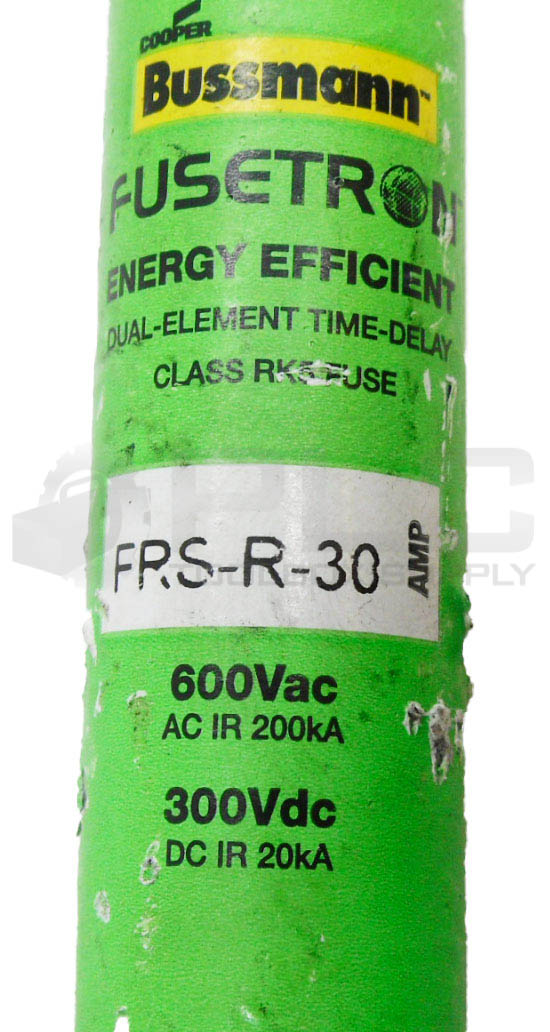 COOPER
Bussmann™
FUSETRON
ENERGY EFFICIENT
DUAL-ELEMENT TIME-DELAY
CLASS RK5 FUSE
FRS-R-30 AMP
600Vac
AC IR 200kA
300Vdc
DC IR 20kA